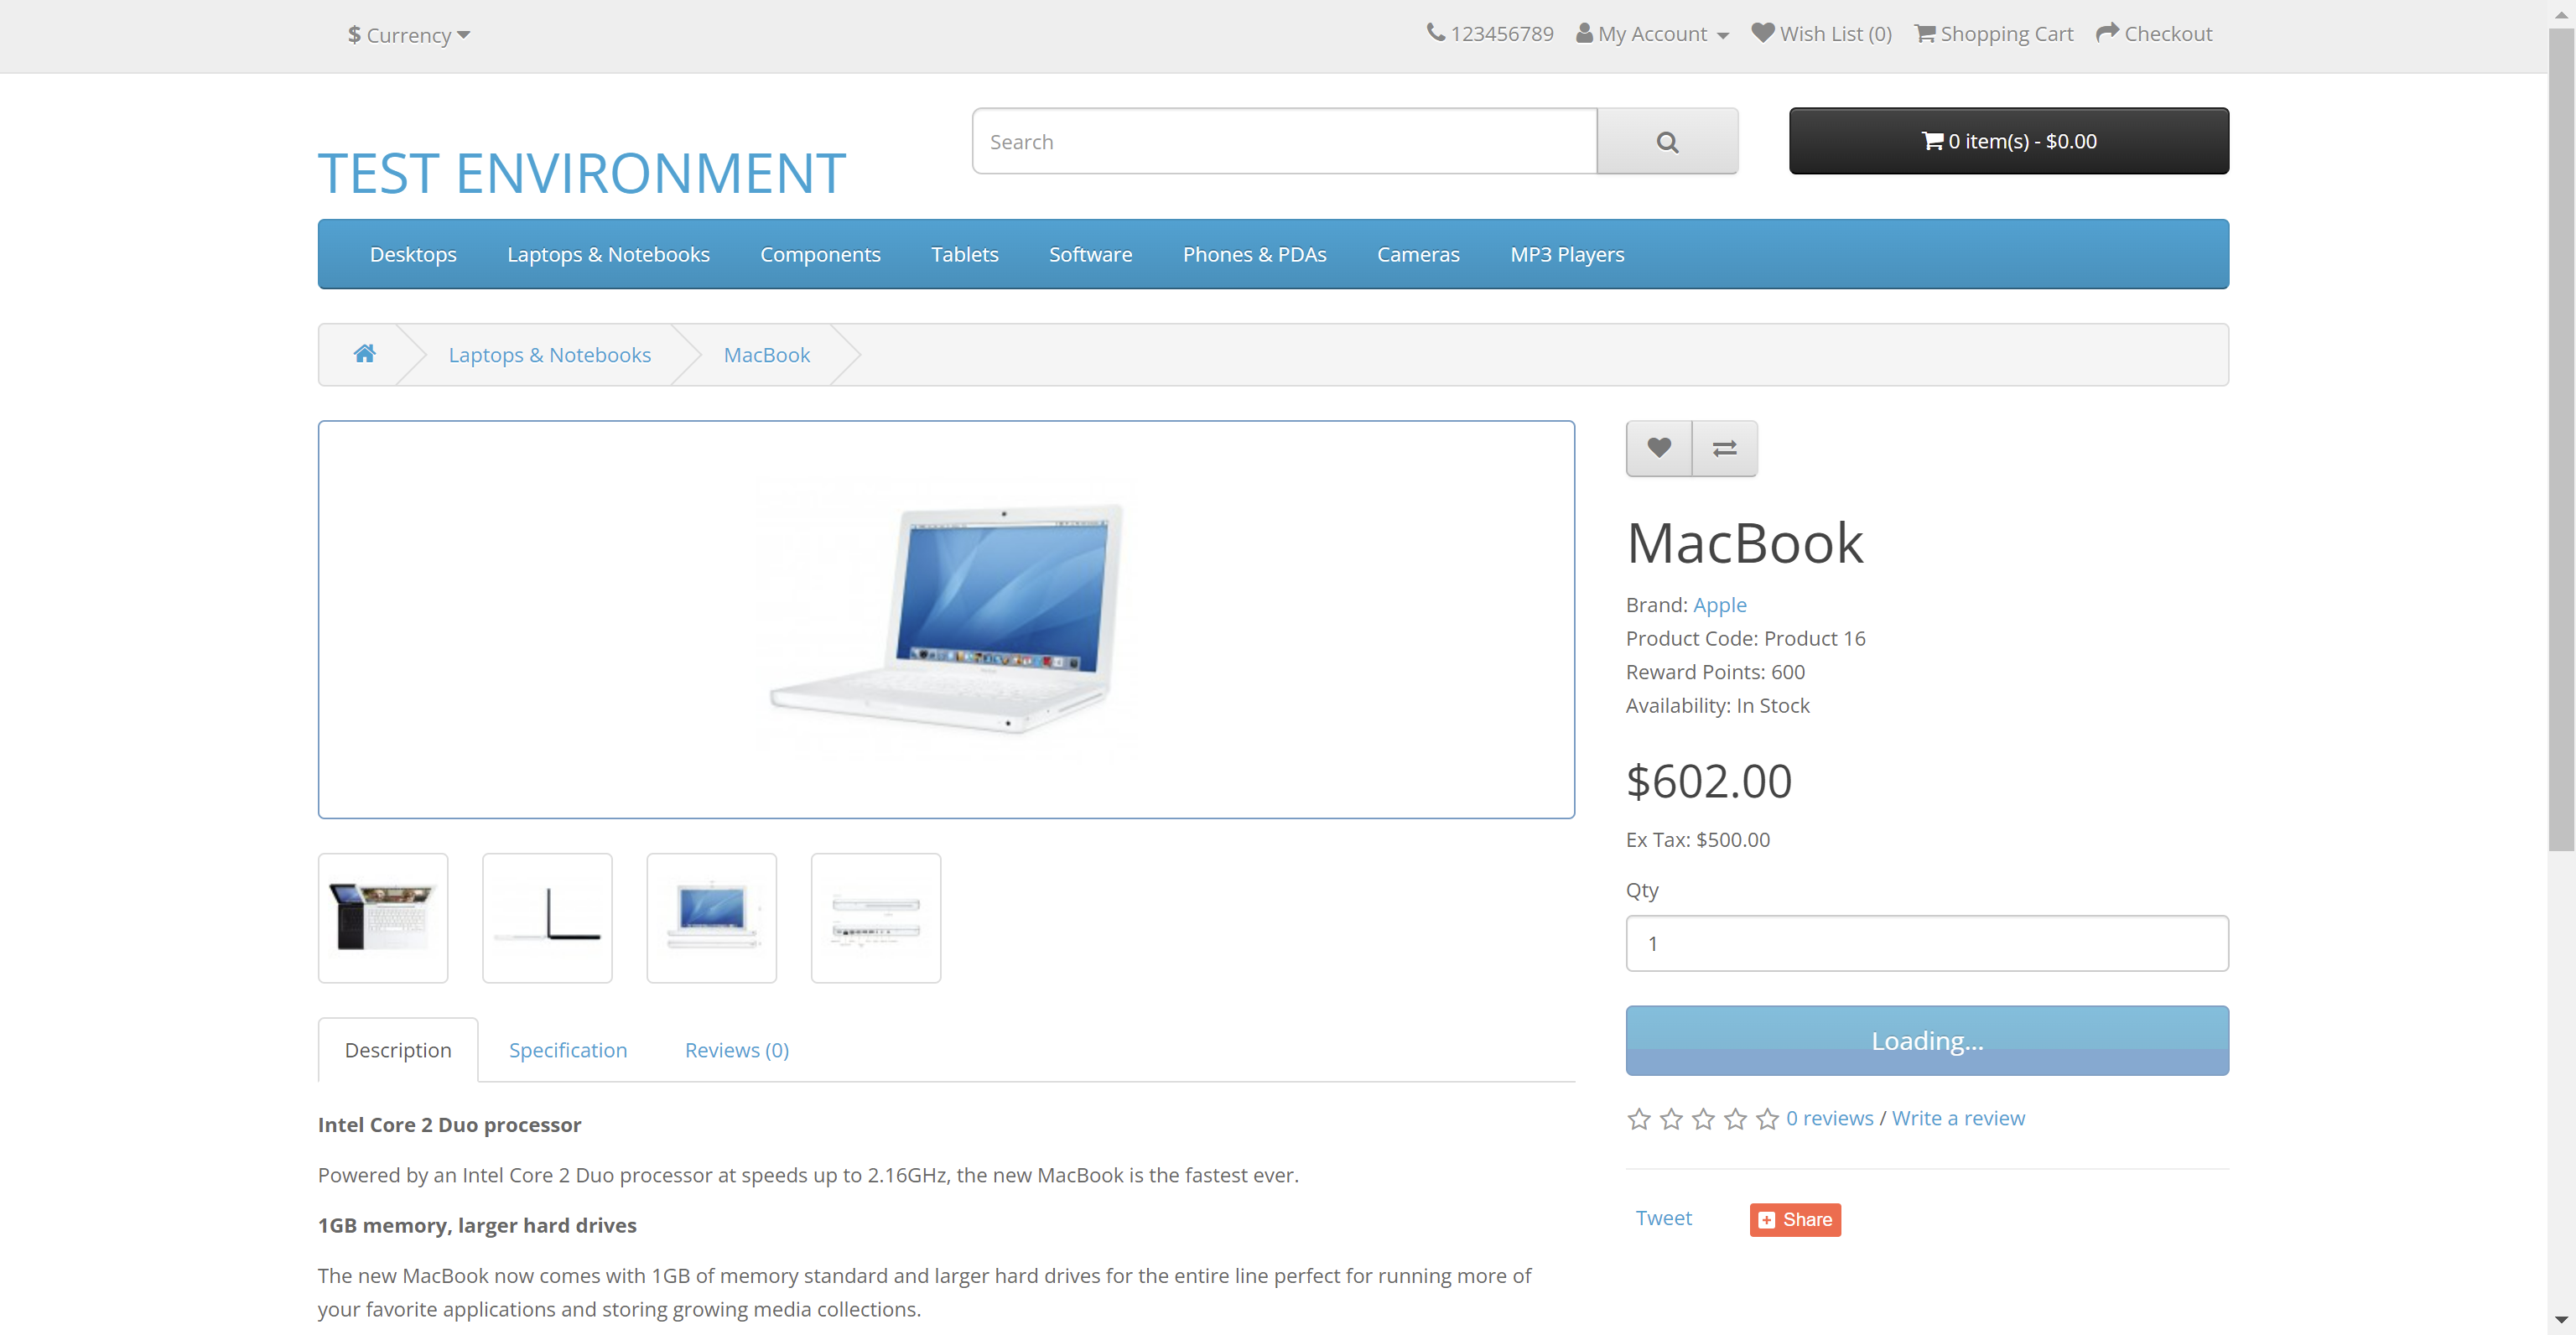 $ Currency
123456789 My Account Wish List (0) Shopping Cart Checkout
TEST ENVIRONMENT
Search
0 item(s) - $0.00
Desktops Laptops & Notebooks Components Tablets Software Phones & PDAs Cameras MP3 Players
Laptops & Notebooks MacBook
MacBook
Brand: Apple
Product Code: Product 16
Reward Points: 600
Availability: In Stock
$602.00
Ex Tax: $500.00
Qty
1
Loading...
0 reviews / Write a review
Tweet
Share
Description Specification Reviews (0)
Intel Core 2 Duo processor
Powered by an Intel Core 2 Duo processor at speeds up to 2.16GHz, the new MacBook is the fastest ever.
1GB memory, larger hard drives
The new MacBook now comes with 1GB of memory standard and larger hard drives for the entire line perfect for running more of
your favorite applications and storing growing media collections.